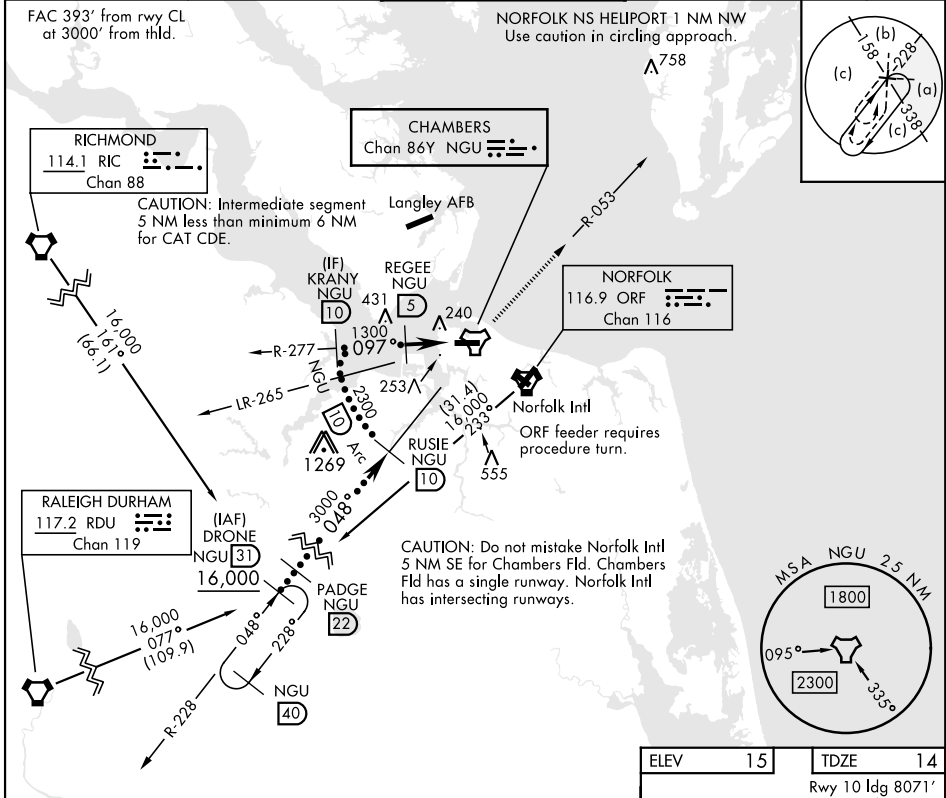 FAC 393' from rwy CL
at 3000' from thld.
NORFOLK NS HELIPORT 1 NM NW
Use caution in circling approach.
758
(b)
158
228
(c)
(a)
338
(c)
RICHMOND
114.1 RIC
Chan 88
CHAMBERS
Chan 86Y NGU
CAUTION: Intermediate segment
5 NM less than minimum 6 NM
for CAT CDE.
Langley AFB
R-053
(IF)
KRANY
NGU
10
REGEE
NGU
5
431
240
NORFOLK
116.9 ORF
Chan 116
16,000
161°
(66.1)
1300
097°
R-277
NGU
LR-265
2300
253
10
Arc
(31.4)
16,000
233°
Norfolk Intl
ORF feeder requires
procedure turn.
1269
RUSIE
NGU
10
555
RALEIGH DURHAM
117.2 RDU
Chan 119
(IAF)
DRONE
NGU 31
16,000
3000
048°
CAUTION: Do not mistake Norfolk Intl
5 NM SE for Chambers Fld. Chambers
Fld has a single runway. Norfolk Intl
has intersecting runways.
PADGE
NGU
22
16,000
077°
(109.9)
048°
228°
NGU
40
R-228
MSA NGU 25 NM
1800
095°
2300
335°
ELEV 15
TDZE 14
Rwy 10 ldg 8071'